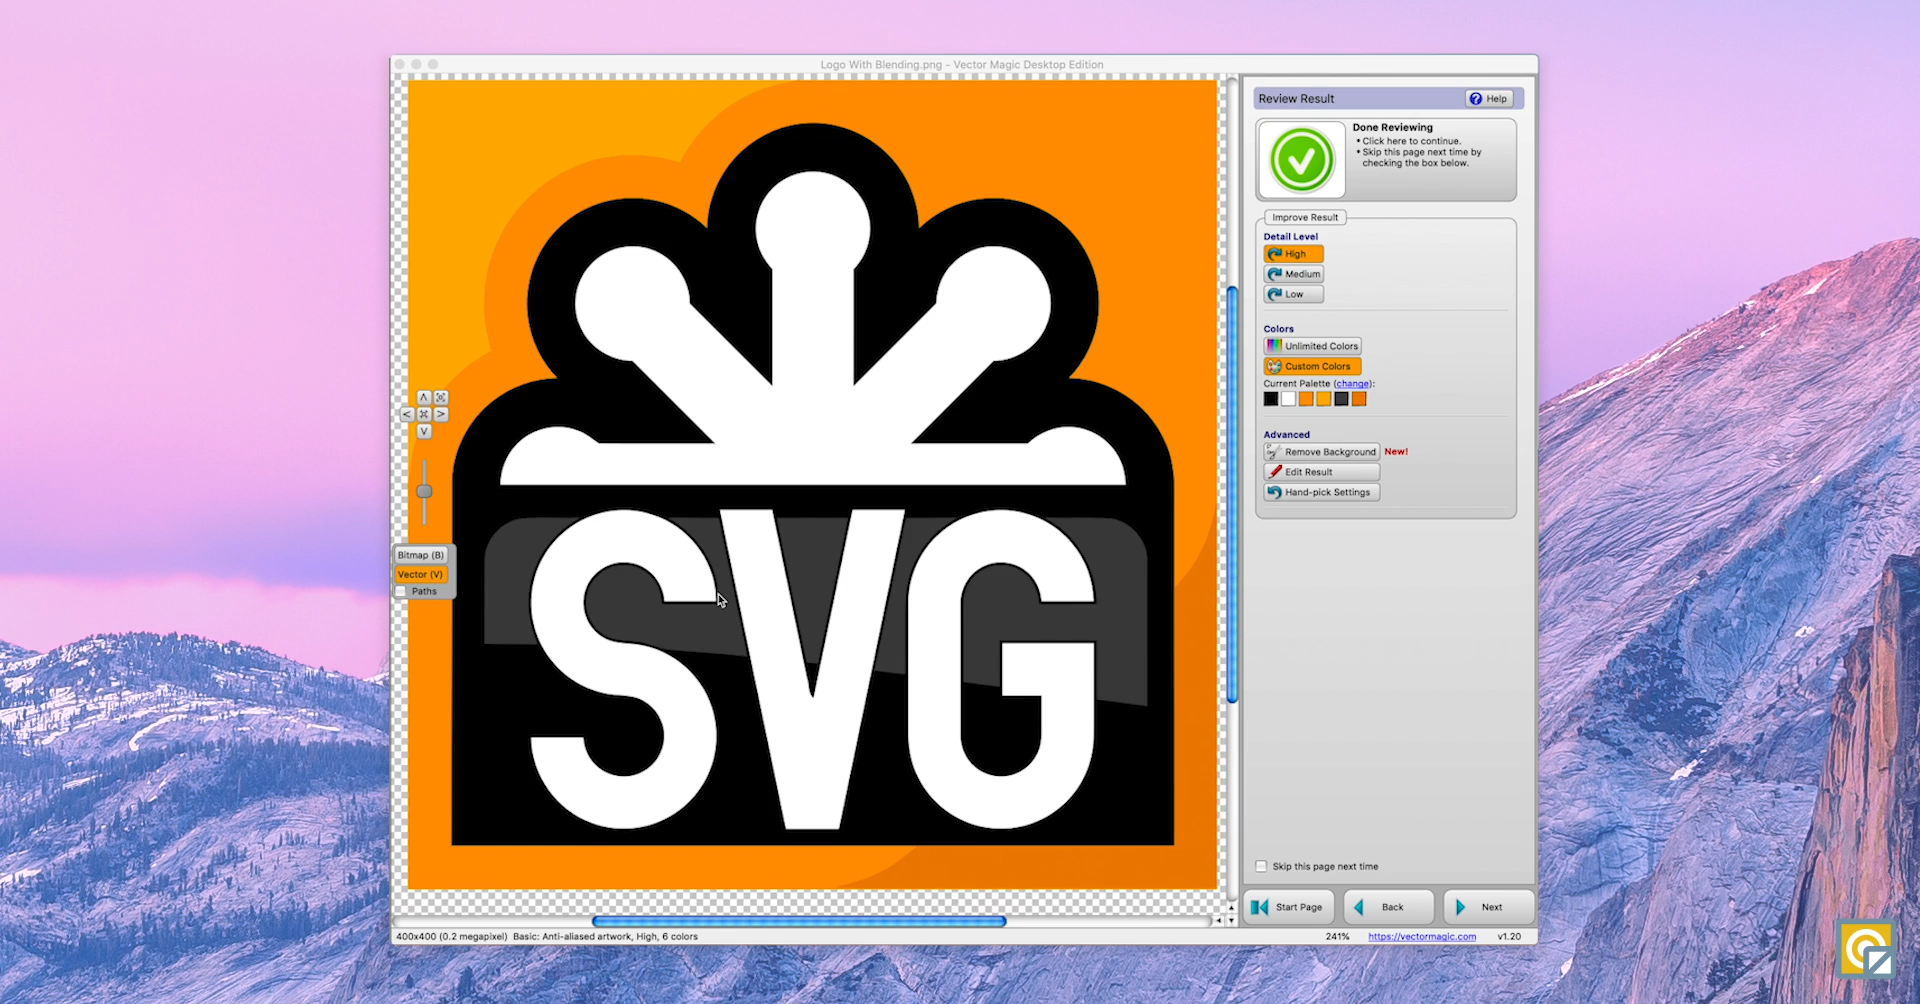 Logo With Blending.png - Vector Magic Desktop Edition
SVG
ʌ
< >
V
Bitmap (B)
Vector (V)
Paths
Review Result
? Help
Done Reviewing
• Click here to continue.
• Skip this page next time by
checking the box below.
Improve Result
Detail Level
High
Medium
Low
Colors
Unlimited Colors
Custom Colors
Current Palette (change):
Advanced
Remove Background New!
Edit Result
Hand-pick Settings
Skip this page next time
Start Page Back Next
400x400 (0.2 megapixel) Basic: Anti-aliased artwork, High, 6 colors 241% https://vectormagic.com v1.20